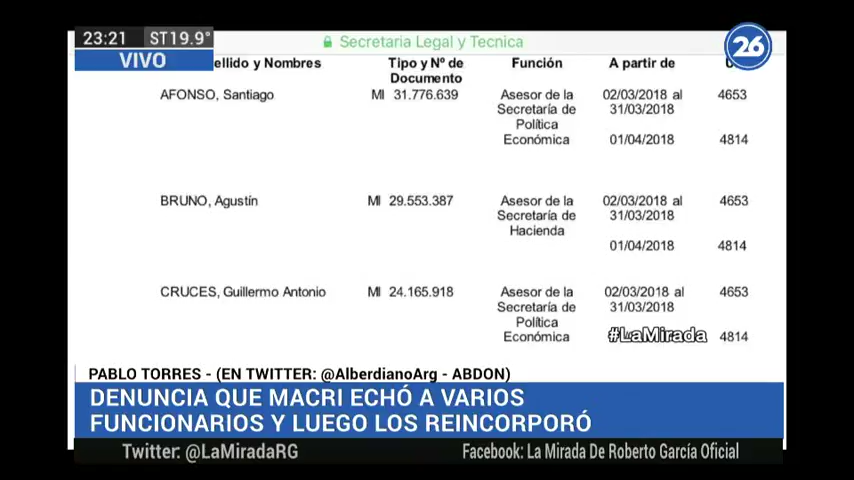 23:21 ST19.9°
VIVO
Secretaria Legal y Tecnica
26
ellido y Nombres Tipo y Nº de Documento Función A partir de
AFONSO, Santiago MI 31.776.639 Asesor de la 02/03/2018 al 4653
Secretaría de 31/03/2018
Política
Económica 01/04/2018 4814
BRUNO, Agustín MI 29.553.387 Asesor de la 02/03/2018 al 4653
Secretaría de 31/03/2018
Hacienda
01/04/2018 4814
CRUCES, Guillermo Antonio MI 24.165.918 Asesor de la 02/03/2018 al 4653
Secretaría de 31/03/2018
Política
Económica #LaMirada 4814
PABLO TORRES - (EN TWITTER: @AlberdianoArg - ABDON)
DENUNCIA QUE MACRI ECHÓ A VARIOS
FUNCIONARIOS Y LUEGO LOS REINCORPORÓ
Twitter: @LaMiradaRG Facebook: La Mirada De Roberto García Oficial